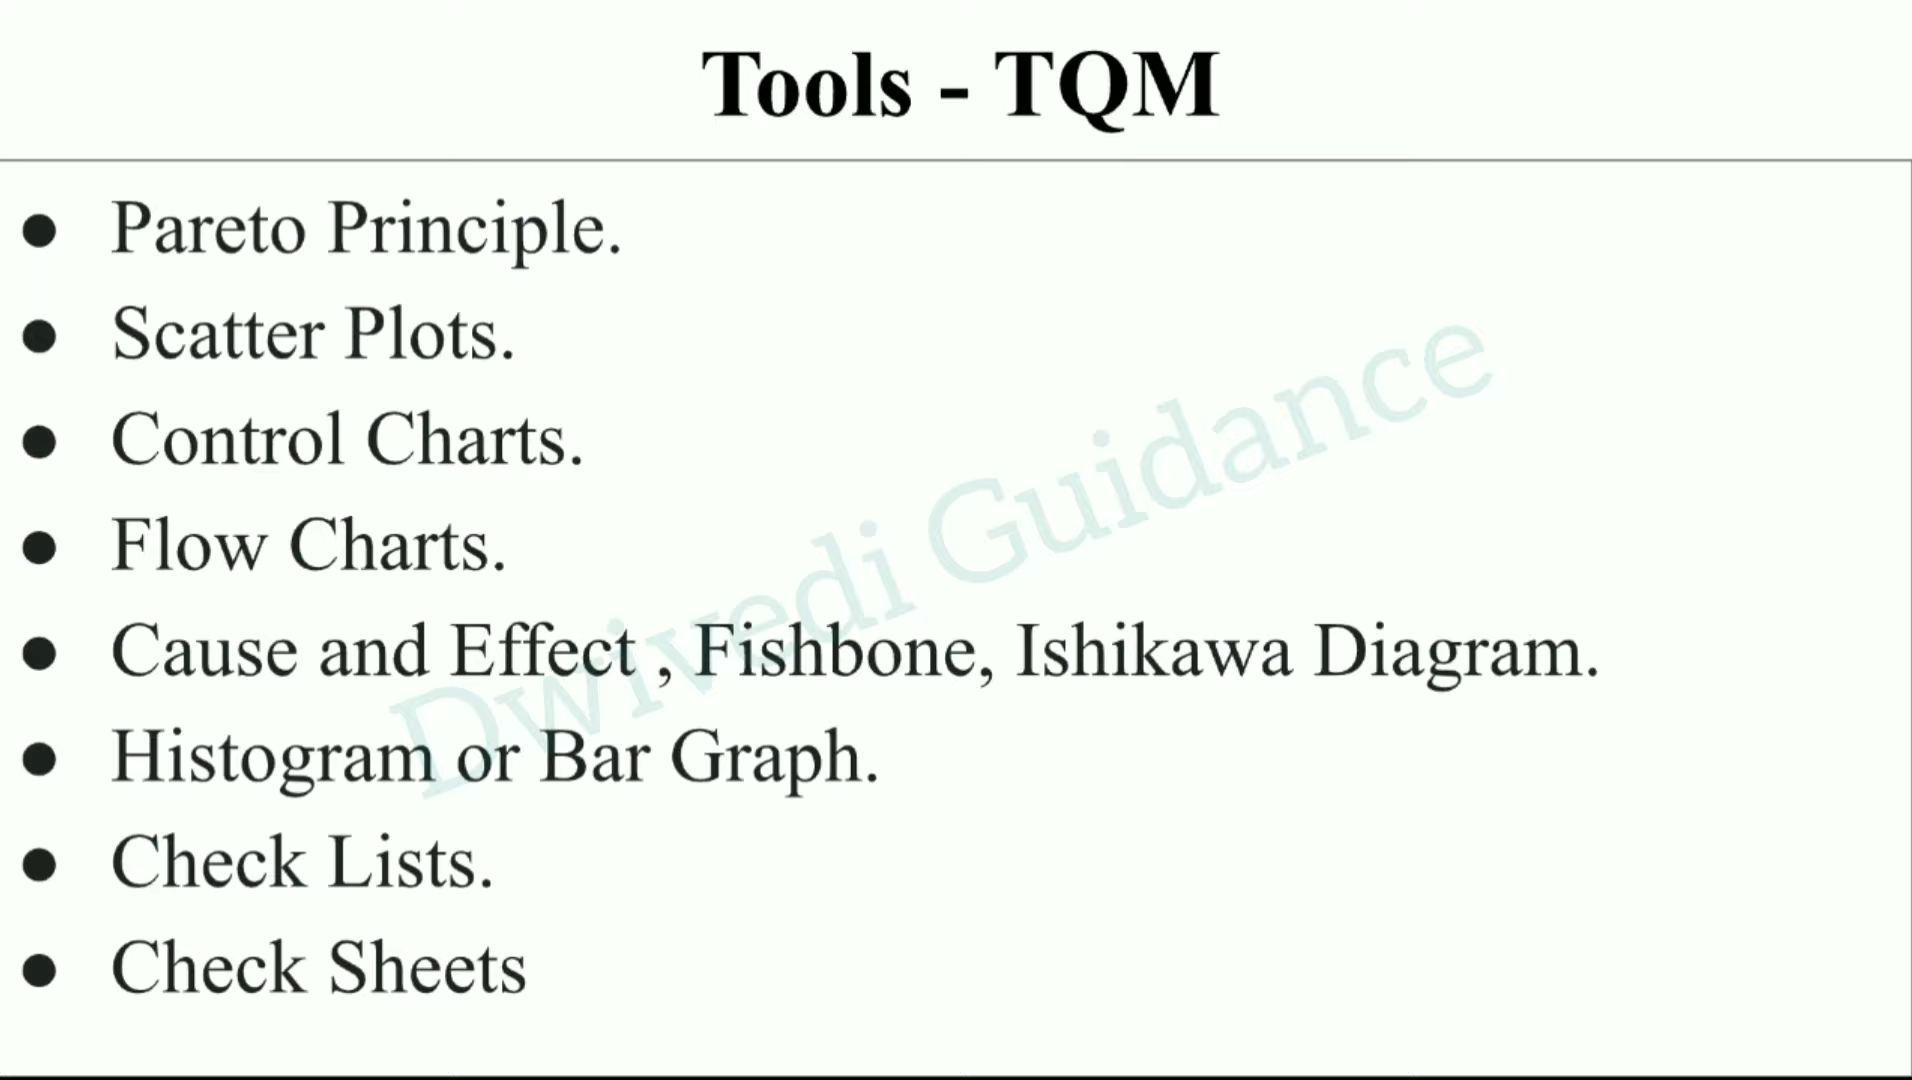 Tools - TQM
● Pareto Principle.
● Scatter Plots.
● Control Charts.
● Flow Charts.
● Cause and Effect , Fishbone, Ishikawa Diagram.
● Histogram or Bar Graph.
● Check Lists.
● Check Sheets
Dwivedi Guidance